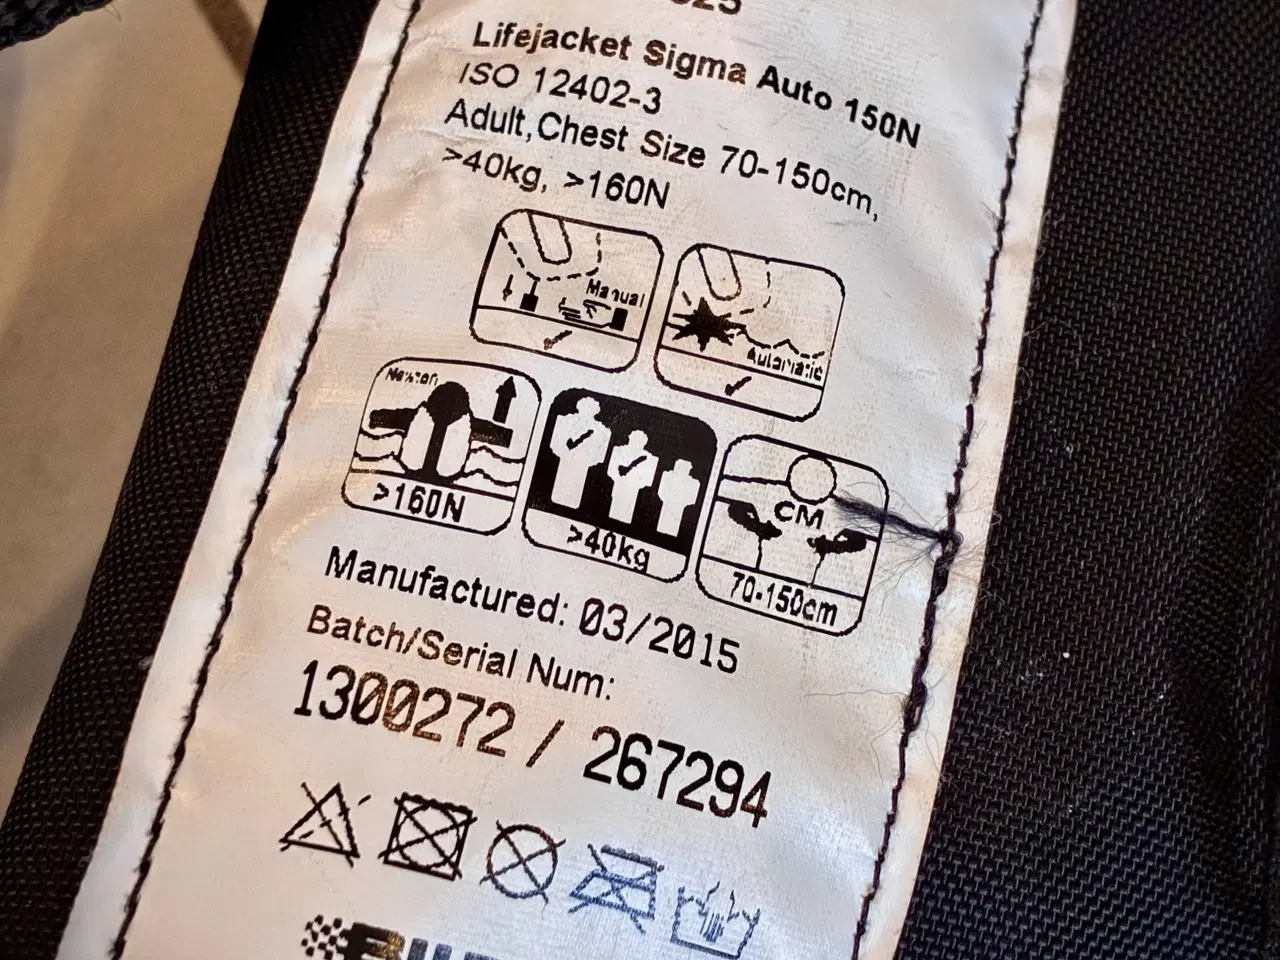 Lifejacket Sigma Auto 150N
ISO 12402-3
Adult, Chest Size 70-150cm,
>40kg, >160N
Manual
Automatic
Newton
>160N
>40kg
CM
70-150cm
Manufactured: 03/2015
Batch/Serial Num:
1300272 / 267294